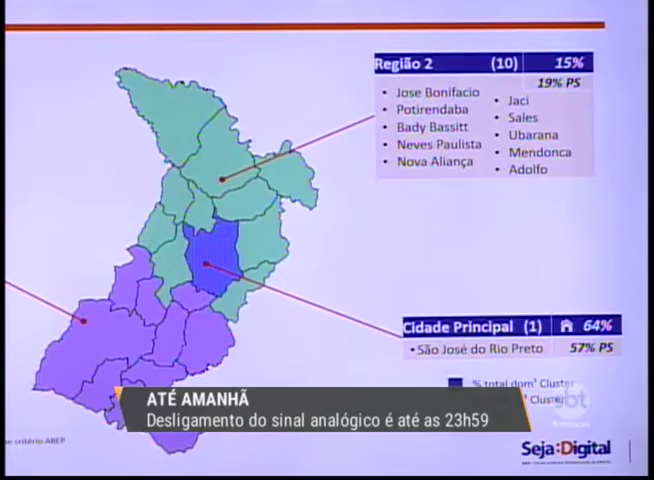 Região 2 (10) 15%
19% PS
• Jose Bonifacio
• Potirendaba
• Bady Bassitt
• Neves Paulista
• Nova Aliança
• Jaci
• Sales
• Ubarana
• Mendonca
• Adolfo
Cidade Principal (1) 64%
• São José do Rio Preto 57% PS
% total dom¹ Cluster
Cluster
ATÉ AMANHÃ
Desligamento do sinal analógico é até as 23h59
critério ABEP
sbt
Seja:Digital